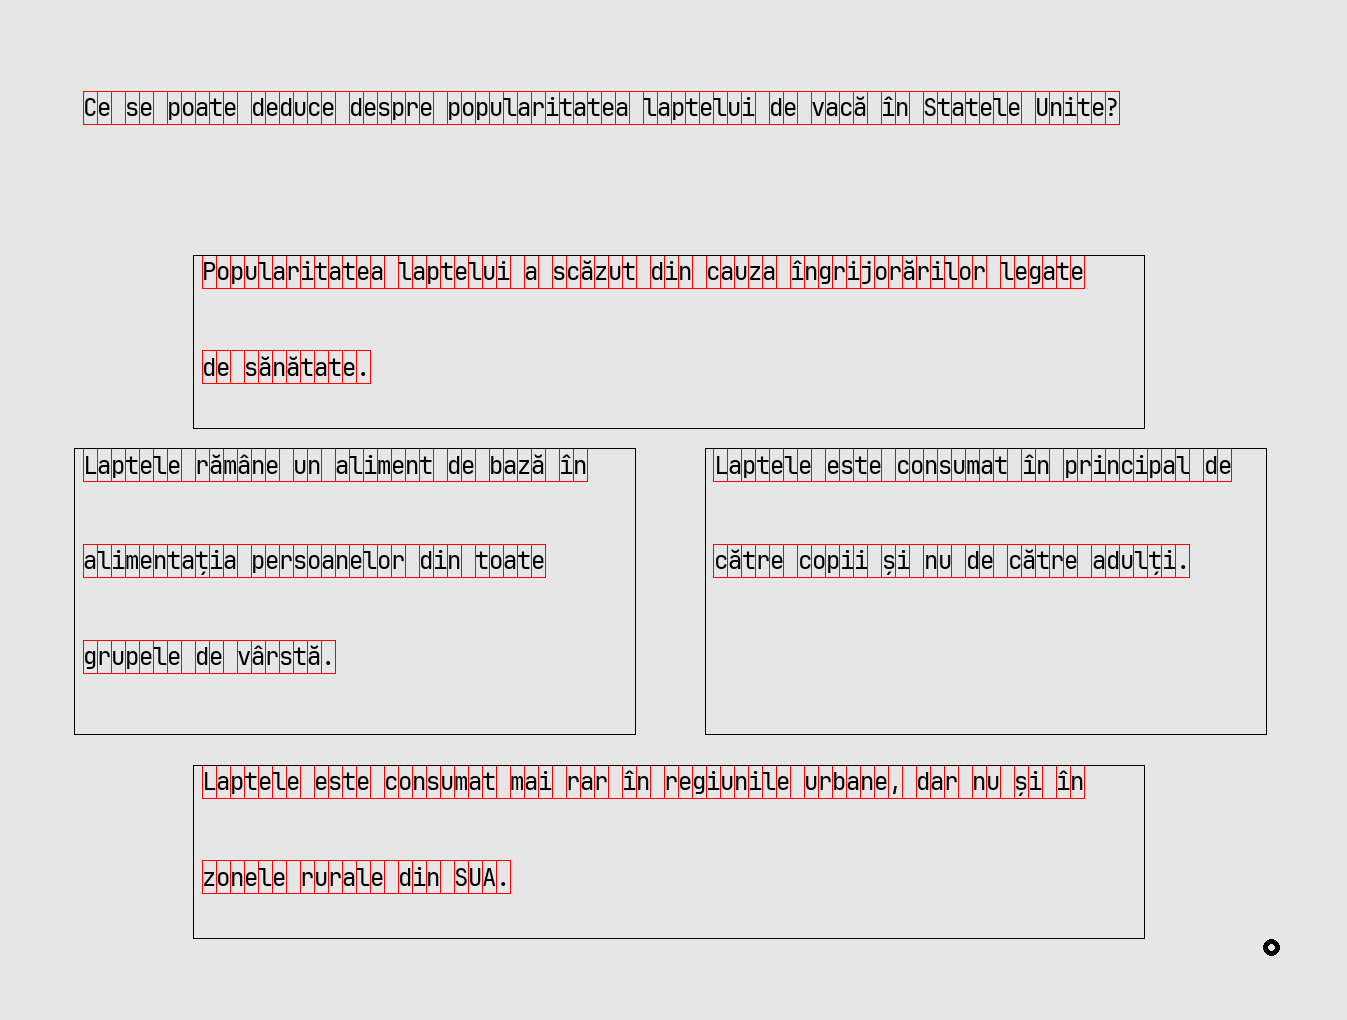 Ce se poate deduce despre popularitatea laptelui de vacă în Statele Unite?
Popularitatea laptelui a scăzut din cauza îngrijorărilor legate
de sănătate.
Laptele rămâne un aliment de bază în
alimentația persoanelor din toate
grupele de vârstă.
Laptele este consumat în principal de
către copii și nu de către adulți.
Laptele este consumat mai rar în regiunile urbane, dar nu și în
zonele rurale din SUA.